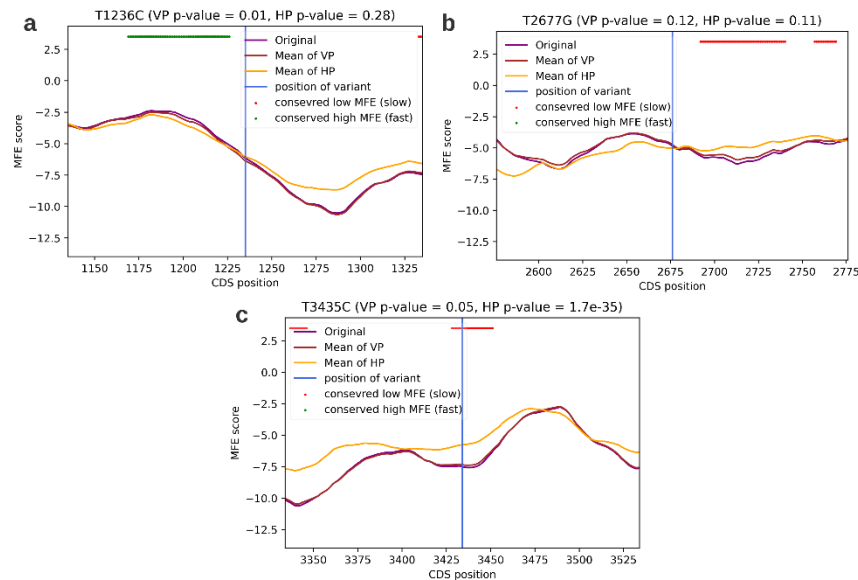 a
T1236C (VP p-value = 0.01, HP p-value = 0.28)
Original
Mean of VP
Mean of HP
position of variant
consevred low MFE (slow)
conserved high MFE (fast)
MFE score
2.5
0.0
−2.5
−5.0
−7.5
−10.0
−12.5
1150 1175 1200 1225 1250 1275 1300 1325
CDS position
b
T2677G (VP p-value = 0.12, HP p-value = 0.11)
Original
Mean of VP
Mean of HP
position of variant
consevred low MFE (slow)
conserved high MFE (fast)
MFE score
5.0
2.5
0.0
−2.5
−5.0
−7.5
−10.0
−12.5
2600 2625 2650 2675 2700 2725 2750 2775
CDS position
c
T3435C (VP p-value = 0.05, HP p-value = 1.7e-35)
Original
Mean of VP
Mean of HP
position of variant
consevred low MFE (slow)
conserved high MFE (fast)
MFE score
2.5
0.0
−2.5
−5.0
−7.5
−10.0
−12.5
3350 3375 3400 3425 3450 3475 3500 3525
CDS position